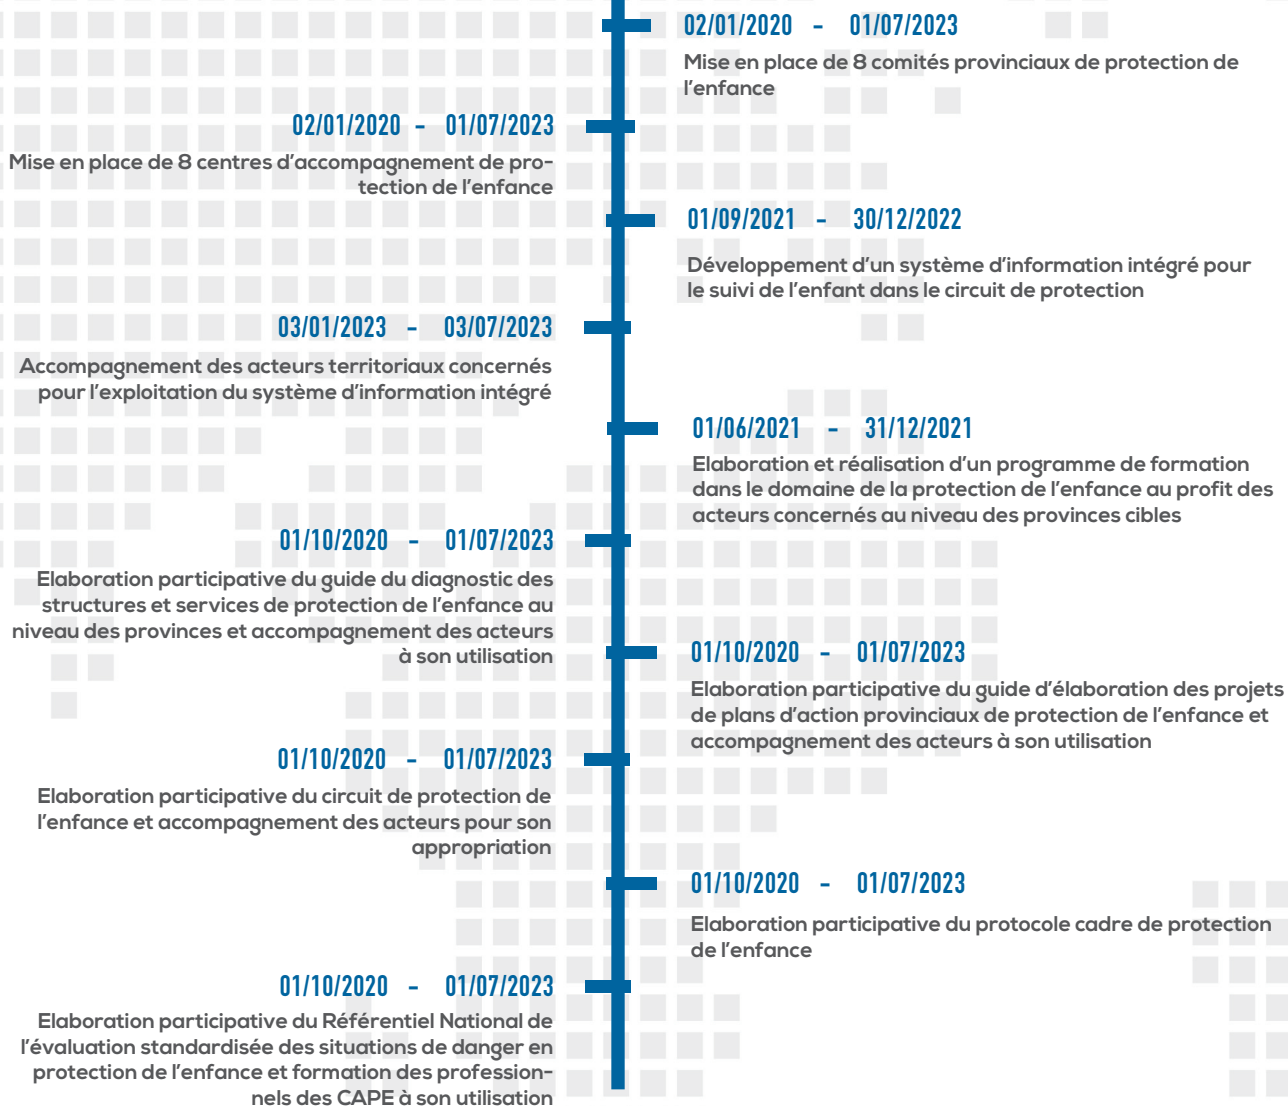 02/01/2020 - 01/07/2023
Mise en place de 8 comités provinciaux de protection de
l'enfance
02/01/2020 - 01/07/2023
Mise en place de 8 centres d'accompagnement de pro-
tection de l'enfance
01/09/2021 - 30/12/2022
Développement d'un système d'information intégré pour
le suivi de l'enfant dans le circuit de protection
03/01/2023 - 03/07/2023
Accompagnement des acteurs territoriaux concernés
pour l'exploitation du système d'information intégré
01/06/2021 - 31/12/2021
Elaboration et réalisation d'un programme de formation
dans le domaine de la protection de l'enfance au profit des
acteurs concernés au niveau des provinces cibles
01/10/2020 - 01/07/2023
Elaboration participative du guide du diagnostic des
structures et services de protection de l'enfance au
niveau des provinces et accompagnement des acteurs
à son utilisation
01/10/2020 - 01/07/2023
Elaboration participative du guide d'élaboration des projets
de plans d'action provinciaux de protection de l'enfance et
accompagnement des acteurs à son utilisation
01/10/2020 - 01/07/2023
Elaboration participative du circuit de protection de
l'enfance et accompagnement des acteurs pour son
appropriation
01/10/2020 - 01/07/2023
Elaboration participative du protocole cadre de protection
de l'enfance
01/10/2020 - 01/07/2023
Elaboration participative du Référentiel National de
l'évaluation standardisée des situations de danger en
protection de l'enfance et formation des profession-
nels des CAPE à son utilisation